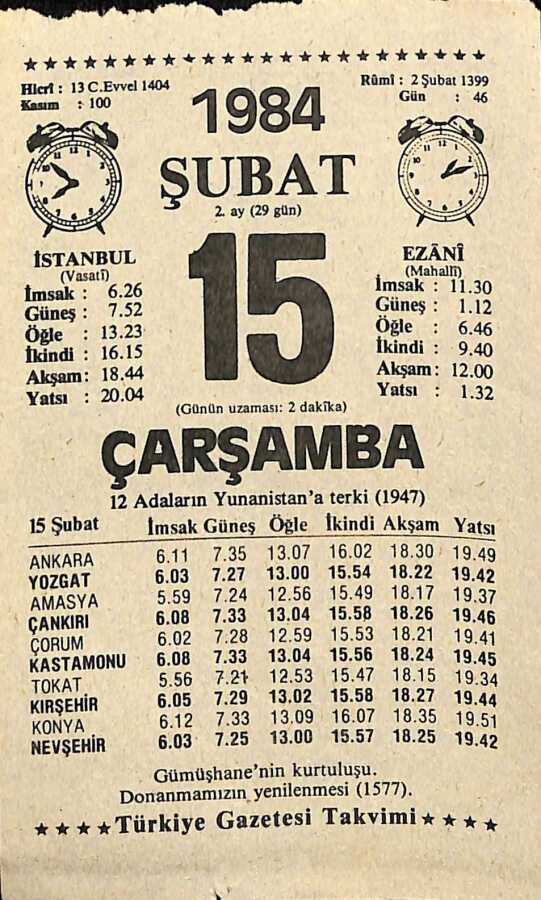 ★★★★★★★★★★★★★★★★★★★★★★★★
Hicrî : 13 C.Evvel 1404
Kasım : 100
Rûmî : 2 Şubat 1399
Gün : 46
1984
ŞUBAT
2. ay (29 gün)
15
(Günün uzaması: 2 dakîka)
İSTANBUL
(Vasatî)
İmsak : 6.26
Güneş : 7.52
Öğle : 13.23
İkindi : 16.15
Akşam : 18.44
Yatsı : 20.04
EZÂNÎ
(Mahallî)
İmsak : 11.30
Güneş : 1.12
Öğle : 6.46
İkindi : 9.40
Akşam : 12.00
Yatsı : 1.32
ÇARŞAMBA
12 Adaların Yunanistan'a terki (1947)
15 Şubat İmsak Güneş Öğle İkindi Akşam Yatsı
ANKARA 6.11 7.35 13.07 16.02 18.30 19.49
YOZGAT 6.03 7.27 13.00 15.54 18.22 19.42
AMASYA 5.59 7.24 12.56 15.49 18.17 19.37
ÇANKIRI 6.08 7.33 13.04 15.58 18.26 19.46
ÇORUM 6.02 7.28 12.59 15.53 18.21 19.41
KASTAMONU 6.08 7.33 13.04 15.56 18.24 19.45
TOKAT 5.56 7.21 12.53 15.47 18.15 19.34
KIRŞEHİR 6.05 7.29 13.02 15.58 18.27 19.44
KONYA 6.12 7.33 13.09 16.07 18.35 19.51
NEVŞEHİR 6.03 7.25 13.00 15.57 18.25 19.42
Gümüşhane'nin kurtuluşu.
Donanmamızın yenilenmesi (1577).
★★★★Türkiye Gazetesi Takvimi★★★★